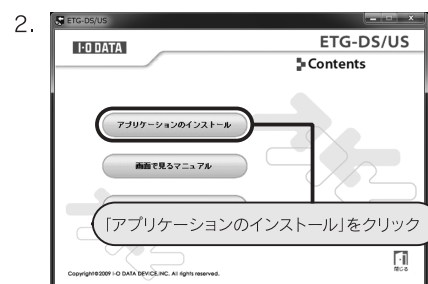 2.
ETG-DS/US
I-O DATA
ETG-DS/US
Contents
アプリケーションのインストール
画面で見るマニュアル
「アプリケーションのインストール」をクリック
閉じる
Copyright©2009 I-O DATA DEVICE,INC. All rights reserved.